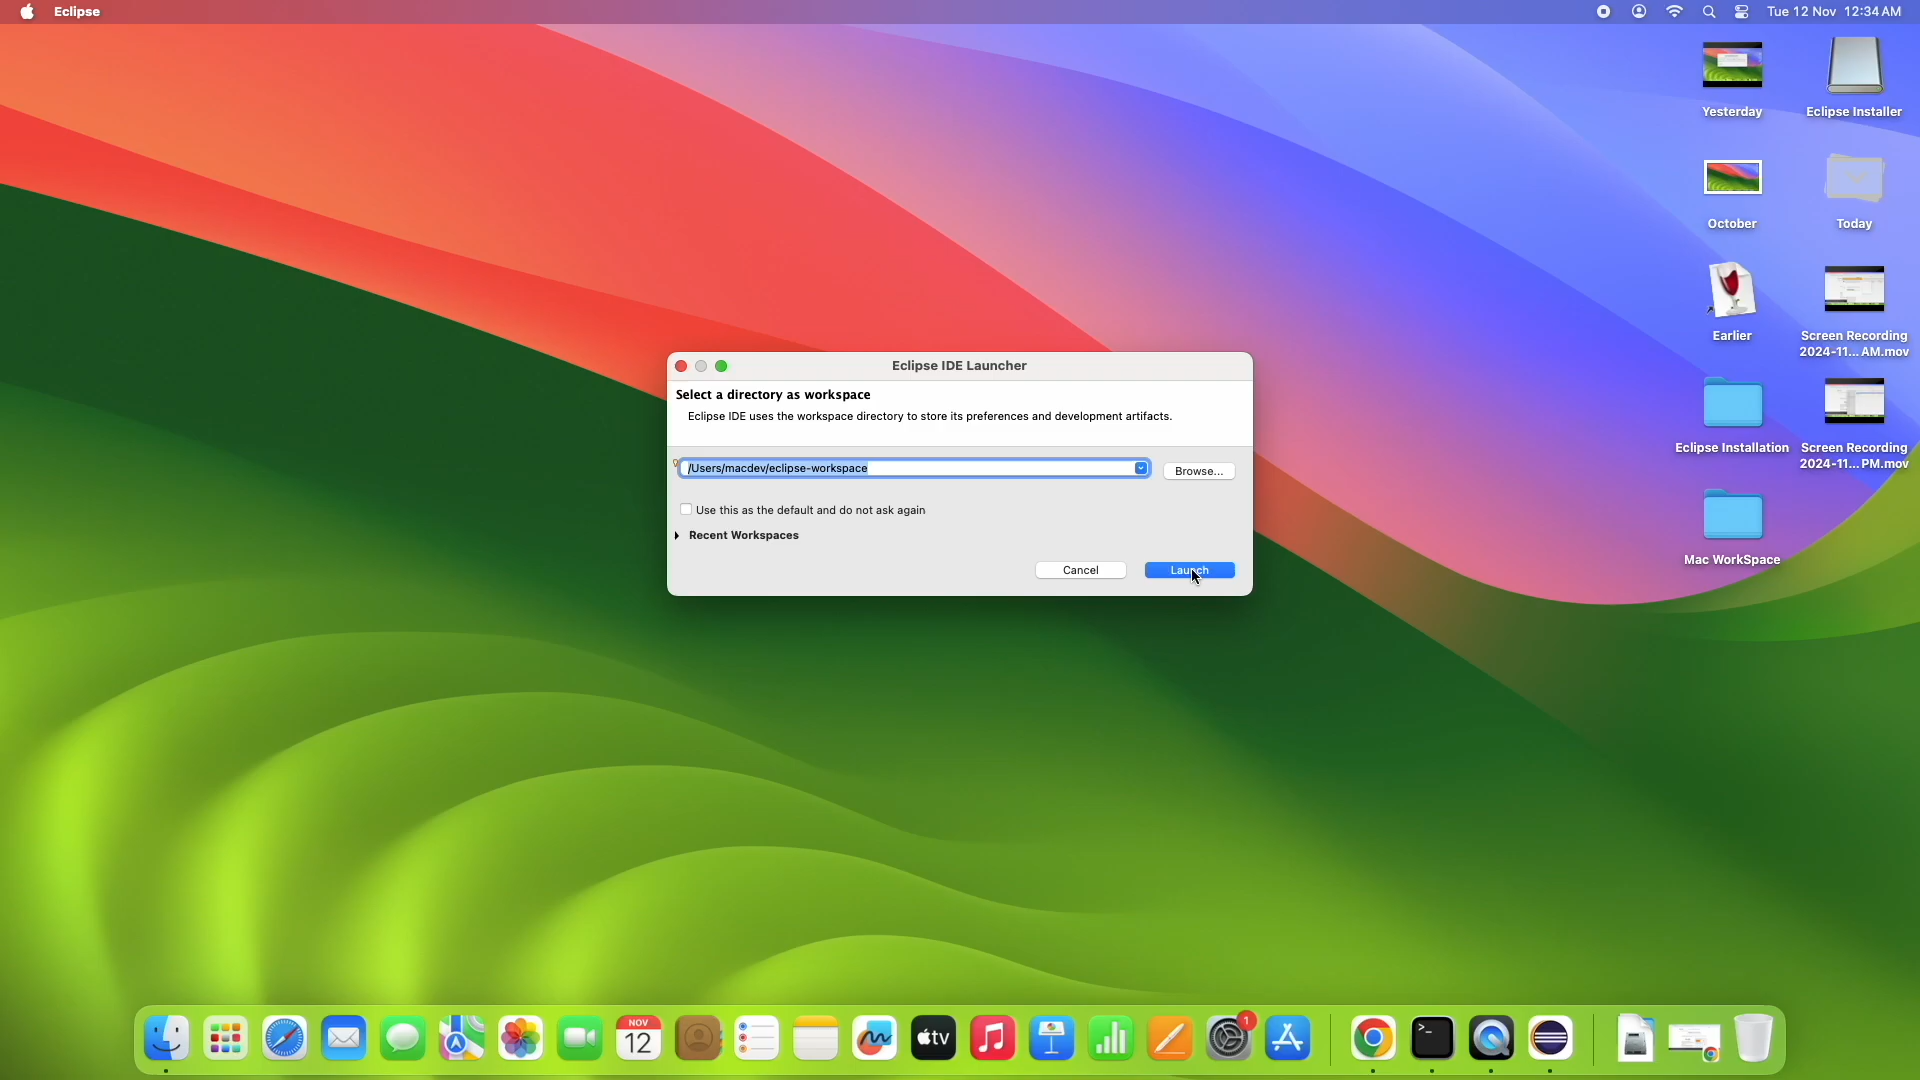 Eclipse
Tue 12 Nov 12:34 AM
Yesterday
Eclipse Installer
October
Today
Earlier
Screen Recording
2024-11... AM.mov
Eclipse Installation
Screen Recording
2024-11...PM.mov
Mac WorkSpace
Eclipse IDE Launcher
Select a directory as workspace
Eclipse IDE uses the workspace directory to store its preferences and development artifacts.
/Users/macdev/eclipse-workspace
Browse...
Use this as the default and do not ask again
Recent Workspaces
Cancel
Launch
NOV
12
tv
1
>_